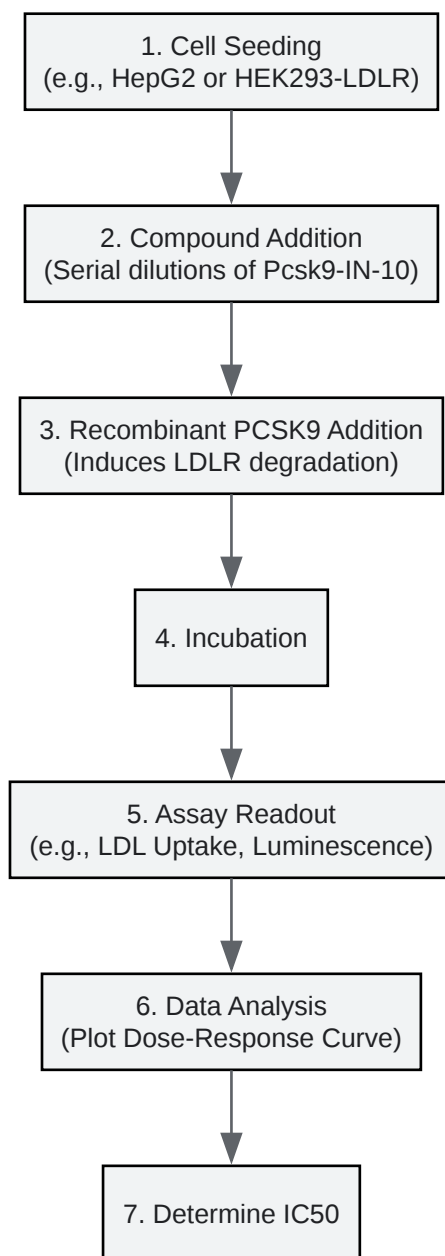 1. Cell Seeding
(e.g., HepG2 or HEK293-LDLR)
2. Compound Addition
(Serial dilutions of Pcsk9-IN-10)
3. Recombinant PCSK9 Addition
(Induces LDLR degradation)
4. Incubation
5. Assay Readout
(e.g., LDL Uptake, Luminescence)
6. Data Analysis
(Plot Dose-Response Curve)
7. Determine IC50